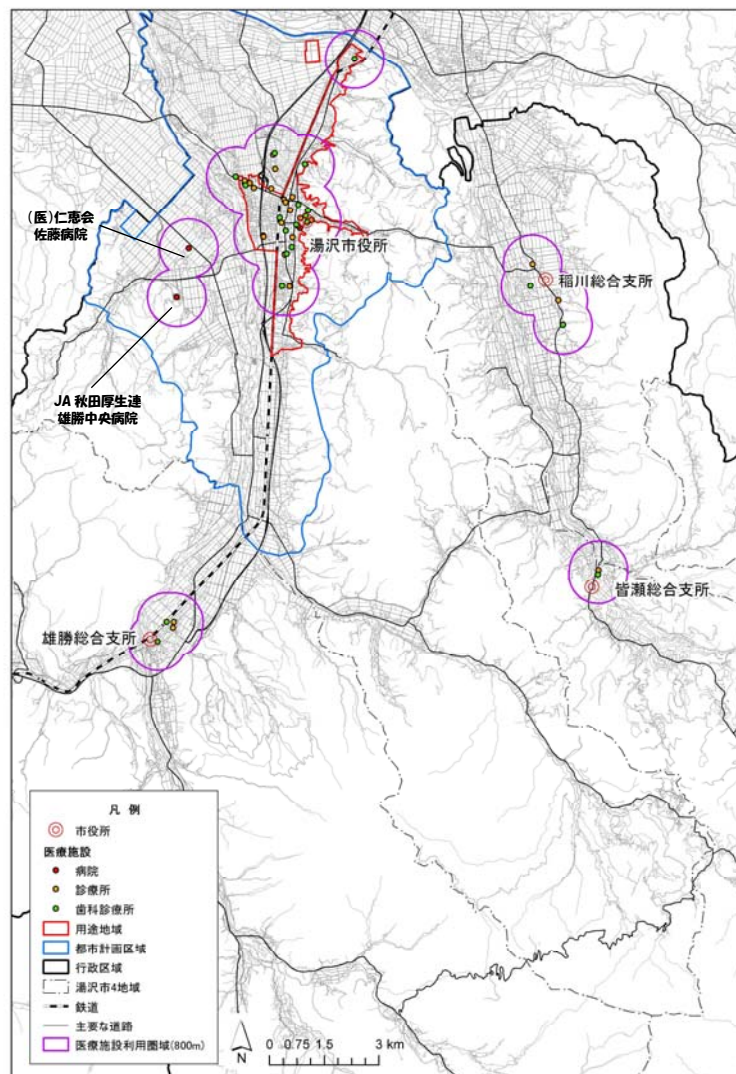 (医)仁恵会
佐藤病院
湯沢市役所
稲川総合支所
JA 秋田厚生連
雄勝中央病院
皆瀬総合支所
雄勝総合支所
凡 例
市役所
医療施設
病院
診療所
歯科診療所
用途地域
都市計画区域
行政区域
湯沢市4地域
鉄道
主要な道路
医療施設利用圏域(800m)
N
0 0.75 1.5 3 km